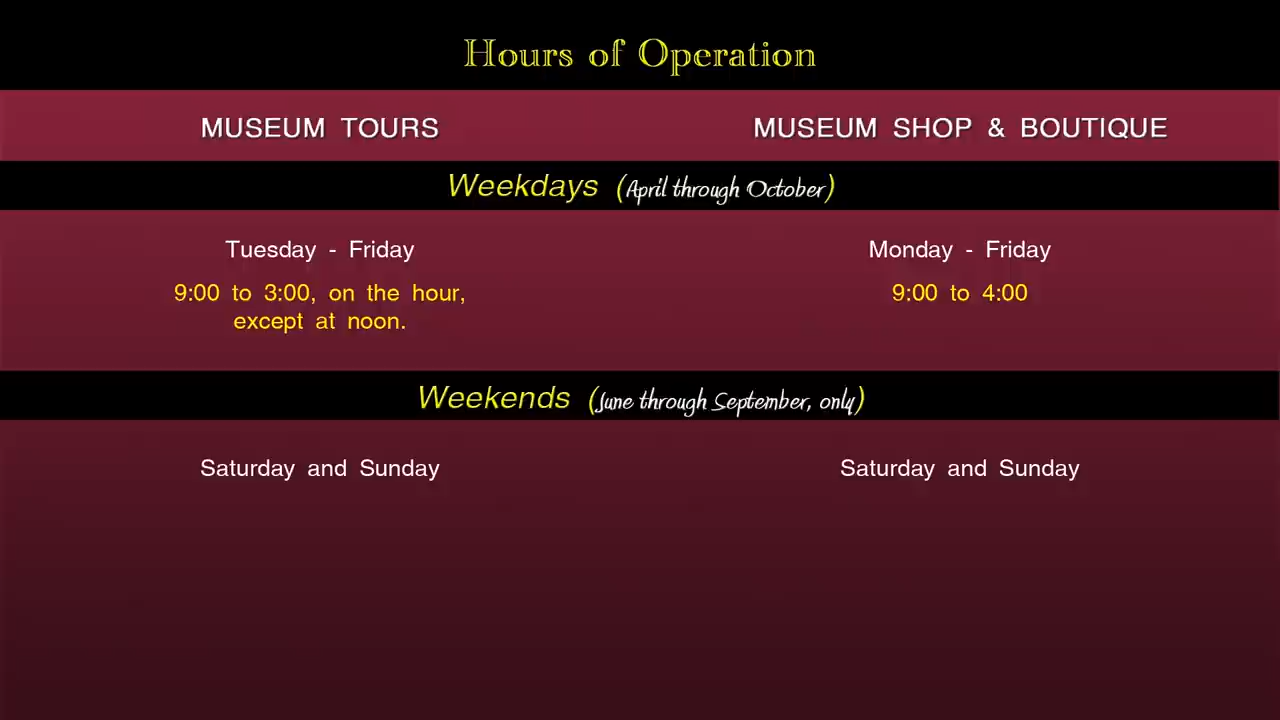 Hours of Operation
MUSEUM TOURS
MUSEUM SHOP & BOUTIQUE
Weekdays (April through October)
Tuesday - Friday
9:00 to 3:00, on the hour,
except at noon.
Monday - Friday
9:00 to 4:00
Weekends (June through September, only)
Saturday and Sunday
Saturday and Sunday